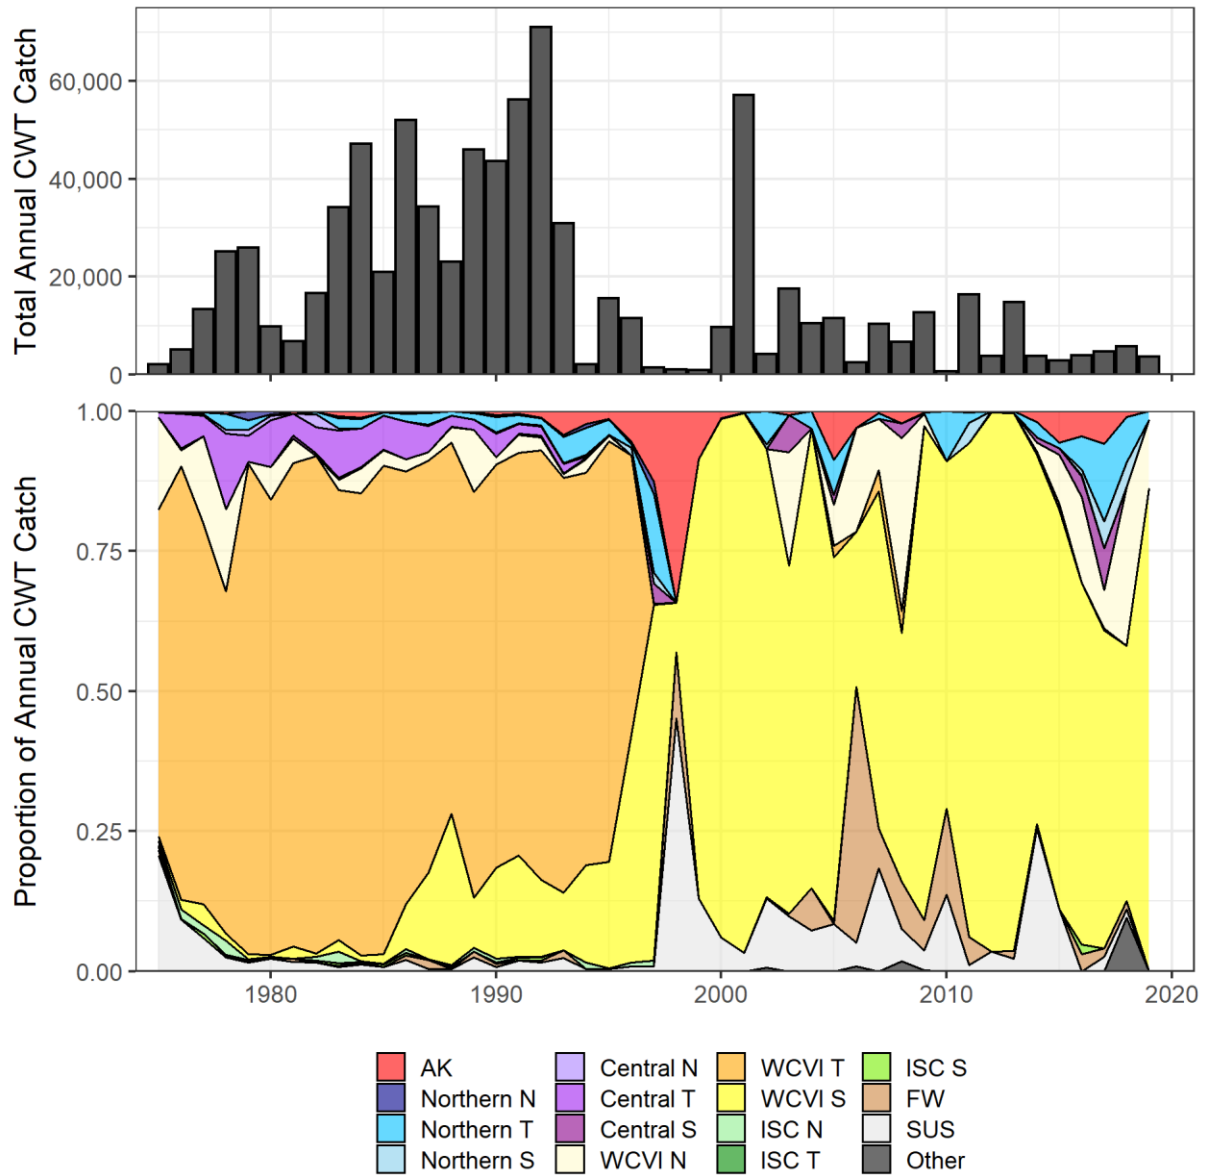 Total Annual CWT Catch
60,000
40,000
20,000
0
Proportion of Annual CWT Catch
1.00
0.75
0.50
0.25
0.00
1980 1990 2000 2010 2020
AK Central N WCVI T ISC S
Northern N Central T WCVI S FW
Northern T Central S ISC N SUS
Northern S WCVI N ISC T Other